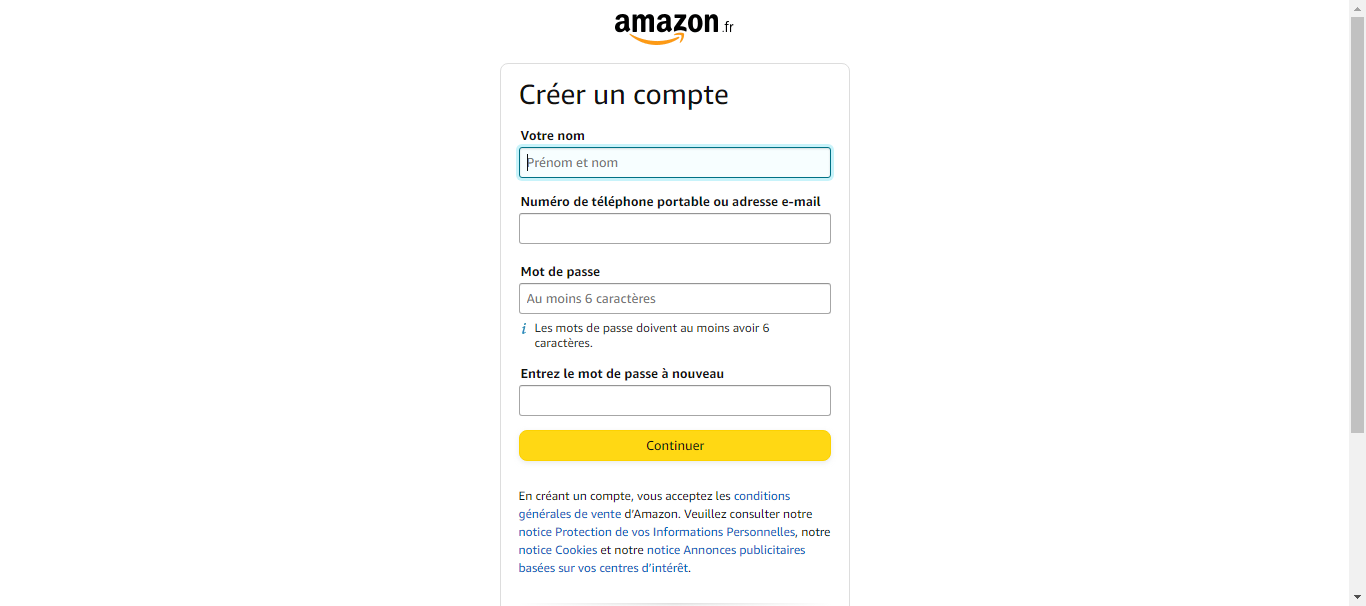 amazon.fr
Créer un compte
Votre nom
Prénom et nom
Numéro de téléphone portable ou adresse e-mail
Mot de passe
Au moins 6 caractères
i Les mots de passe doivent au moins avoir 6
caractères.
Entrez le mot de passe à nouveau
Continuer
En créant un compte, vous acceptez les conditions
générales de vente d'Amazon. Veuillez consulter notre
notice Protection de vos Informations Personnelles, notre
notice Cookies et notre notice Annonces publicitaires
basées sur vos centres d'intérêt.